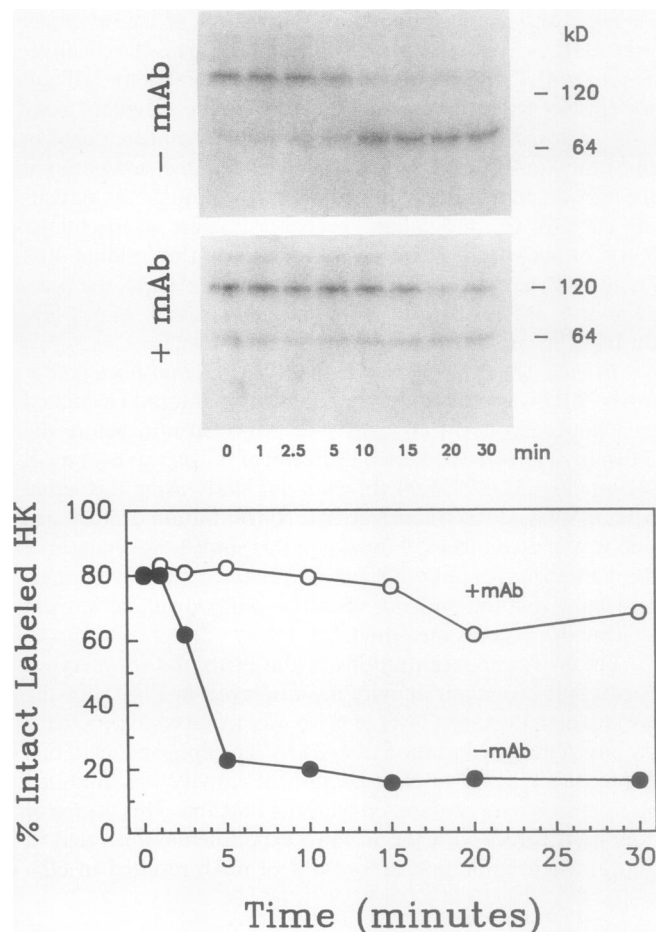 kD
− mAb
− 120
− 64
+ mAb
− 120
− 64
0 1 2.5 5 10 15 20 30 min
% Intact Labeled HK
100
80
60
40
20
0
+mAb
−mAb
0 5 10 15 20 25 30
Time (minutes)